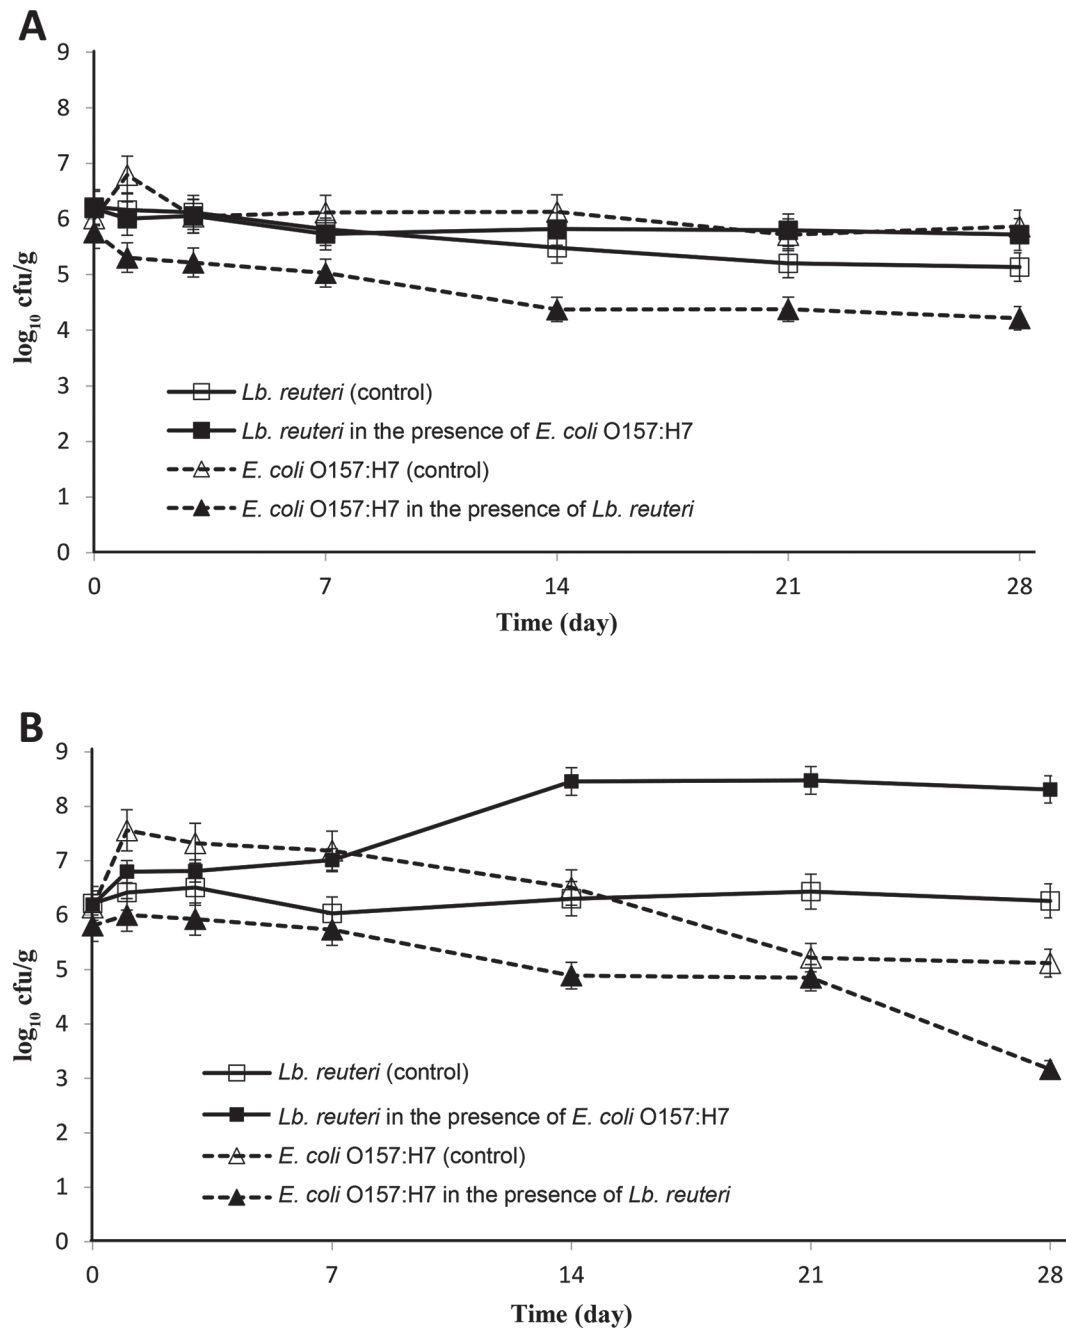 A
9
8
7
6
5
4
3
2
1
0
log10 cfu/g
Lb. reuteri (control)
Lb. reuteri in the presence of E. coli O157:H7
E. coli O157:H7 (control)
E. coli O157:H7 in the presence of Lb. reuteri
0 7 14 21 28
Time (day)
B
9
8
7
6
5
4
3
2
1
0
log10 cfu/g
Lb. reuteri (control)
Lb. reuteri in the presence of E. coli O157:H7
E. coli O157:H7 (control)
E. coli O157:H7 in the presence of Lb. reuteri
0 7 14 21 28
Time (day)